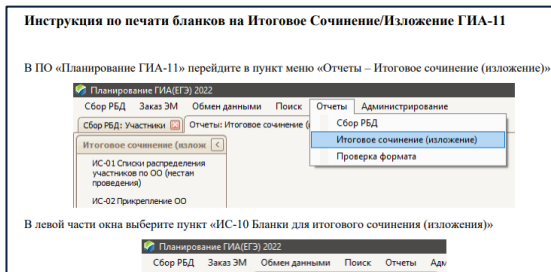 Инструкция по печати бланков на Итоговое Сочинение/Изложение ГИА-11
В ПО «Планирование ГИА-11» перейдите в пункт меню «Отчеты – Итоговое сочинение (изложение)»
Планирование ГИА(ЕГЭ) 2022
Сбор РБД Заказ ЭМ Обмен данными Поиск Отчеты Администрирование
Сбор РБД: Участники Отчеты: Итоговое сочинение (
Сбор РБД
Итоговое сочинение (изложение)
Проверка формата
Итоговое сочинение (излож
ИС-01 Списки распределения
участников по ОО (местам
проведения)
ИС-02 Прикрепление ОО
В левой части окна выберите пункт «ИС-10 Бланки для итогового сочинения (изложения)»
Планирование ГИА(ЕГЭ) 2022
Сбор РБД Заказ ЭМ Обмен данными Поиск Отчеты Адм